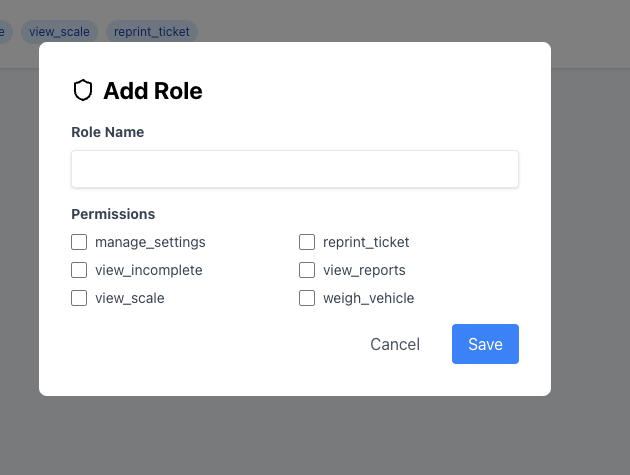 view_scale reprint_ticket
Add Role
Role Name
Permissions
manage_settings reprint_ticket
view_incomplete view_reports
view_scale weigh_vehicle
Cancel Save